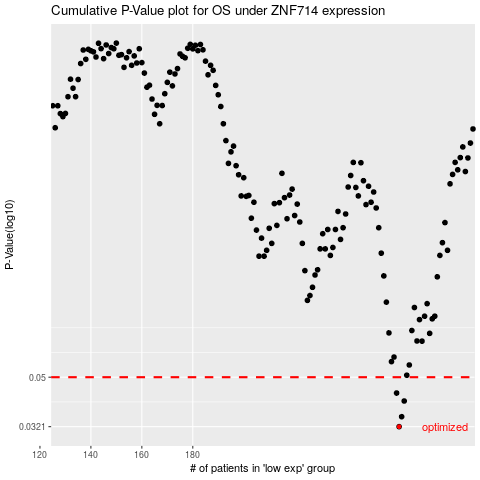 Cumulative P-Value plot for OS under ZNF714 expression
P-Value(log10)
0.05
0.0321
optimized
120 140 160 180
# of patients in 'low exp' group